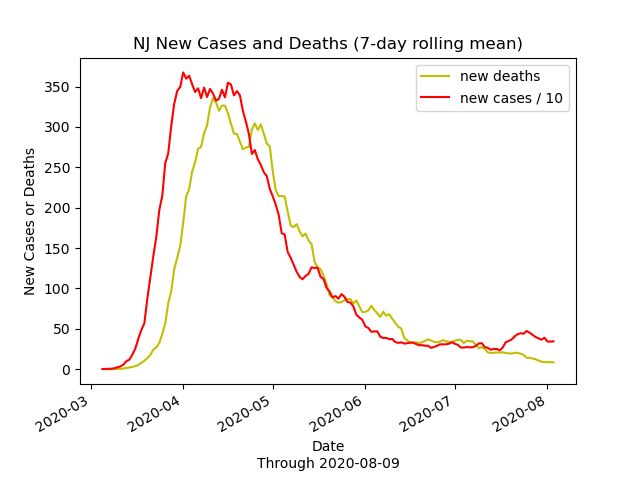 NJ New Cases and Deaths (7-day rolling mean)
new deaths
new cases / 10
New Cases or Deaths
350
300
250
200
150
100
50
0
2020-03
2020-04
2020-05
2020-06
2020-07
2020-08
Date
Through 2020-08-09